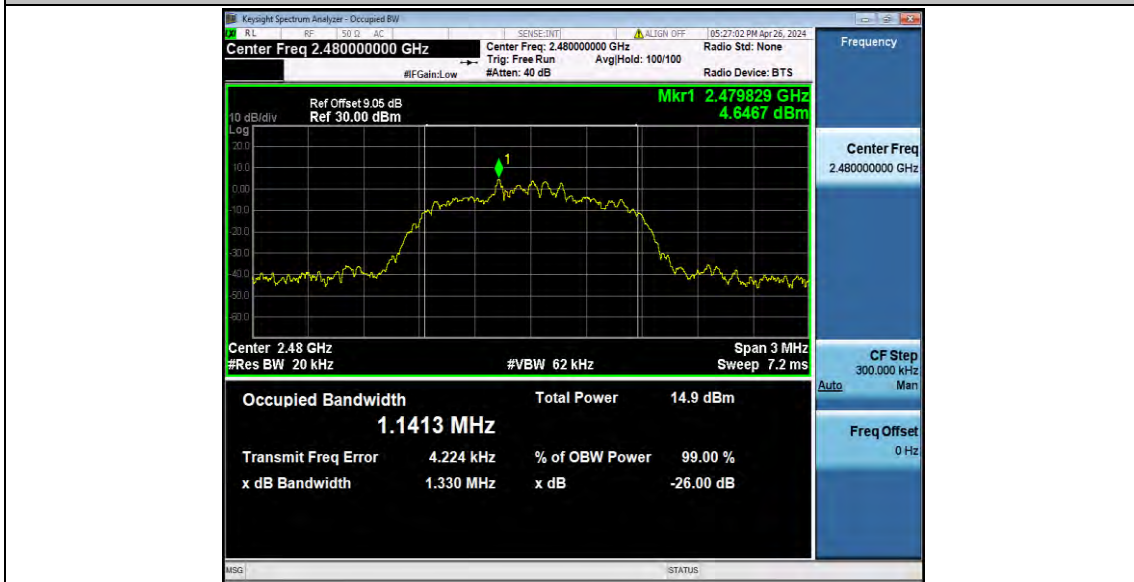 Keysight Spectrum Analyzer - Occupied BW
RL RF 50 Ω AC SENSE:INT ALIGN OFF 05:27:02 PM Apr 26, 2024
Center Freq 2.480000000 GHz
Center Freq: 2.480000000 GHz
Radio Std: None
Trig: Free Run Avg|Hold: 100/100
#IFGain:Low #Atten: 40 dB Radio Device: BTS
Mkr1 2.479829 GHz
4.6467 dBm
Ref Offset 9.05 dB
10 dB/div Ref 30.00 dBm
Log
20.0
10.0
1
0.00
-10.0
-20.0
-30.0
-40.0
-50.0
-60.0
Center 2.48 GHz Span 3 MHz
#Res BW 20 kHz #VBW 62 kHz Sweep 7.2 ms
Occupied Bandwidth Total Power 14.9 dBm
1.1413 MHz
Transmit Freq Error 4.224 kHz % of OBW Power 99.00 %
x dB Bandwidth 1.330 MHz x dB -26.00 dB
MSG STATUS
Frequency
Center Freq
2.480000000 GHz
CF Step
300.000 kHz
Auto Man
Freq Offset
0 Hz